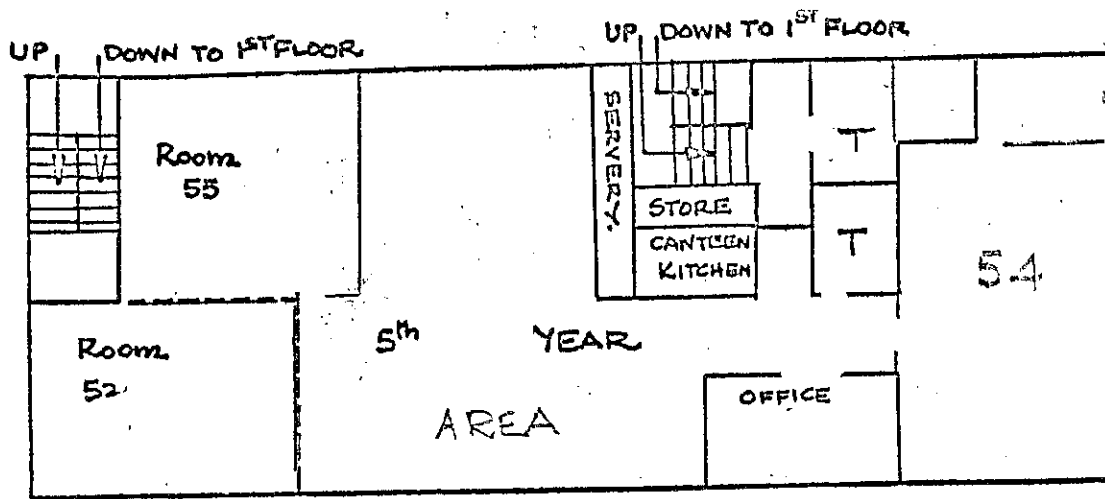 UP DOWN TO 1ST FLOOR
UP DOWN TO 1ST FLOOR
Room
55
SERVERY.
T
STORE
CANTEEN
KITCHEN
T
54
Room
52
5th YEAR
AREA
OFFICE